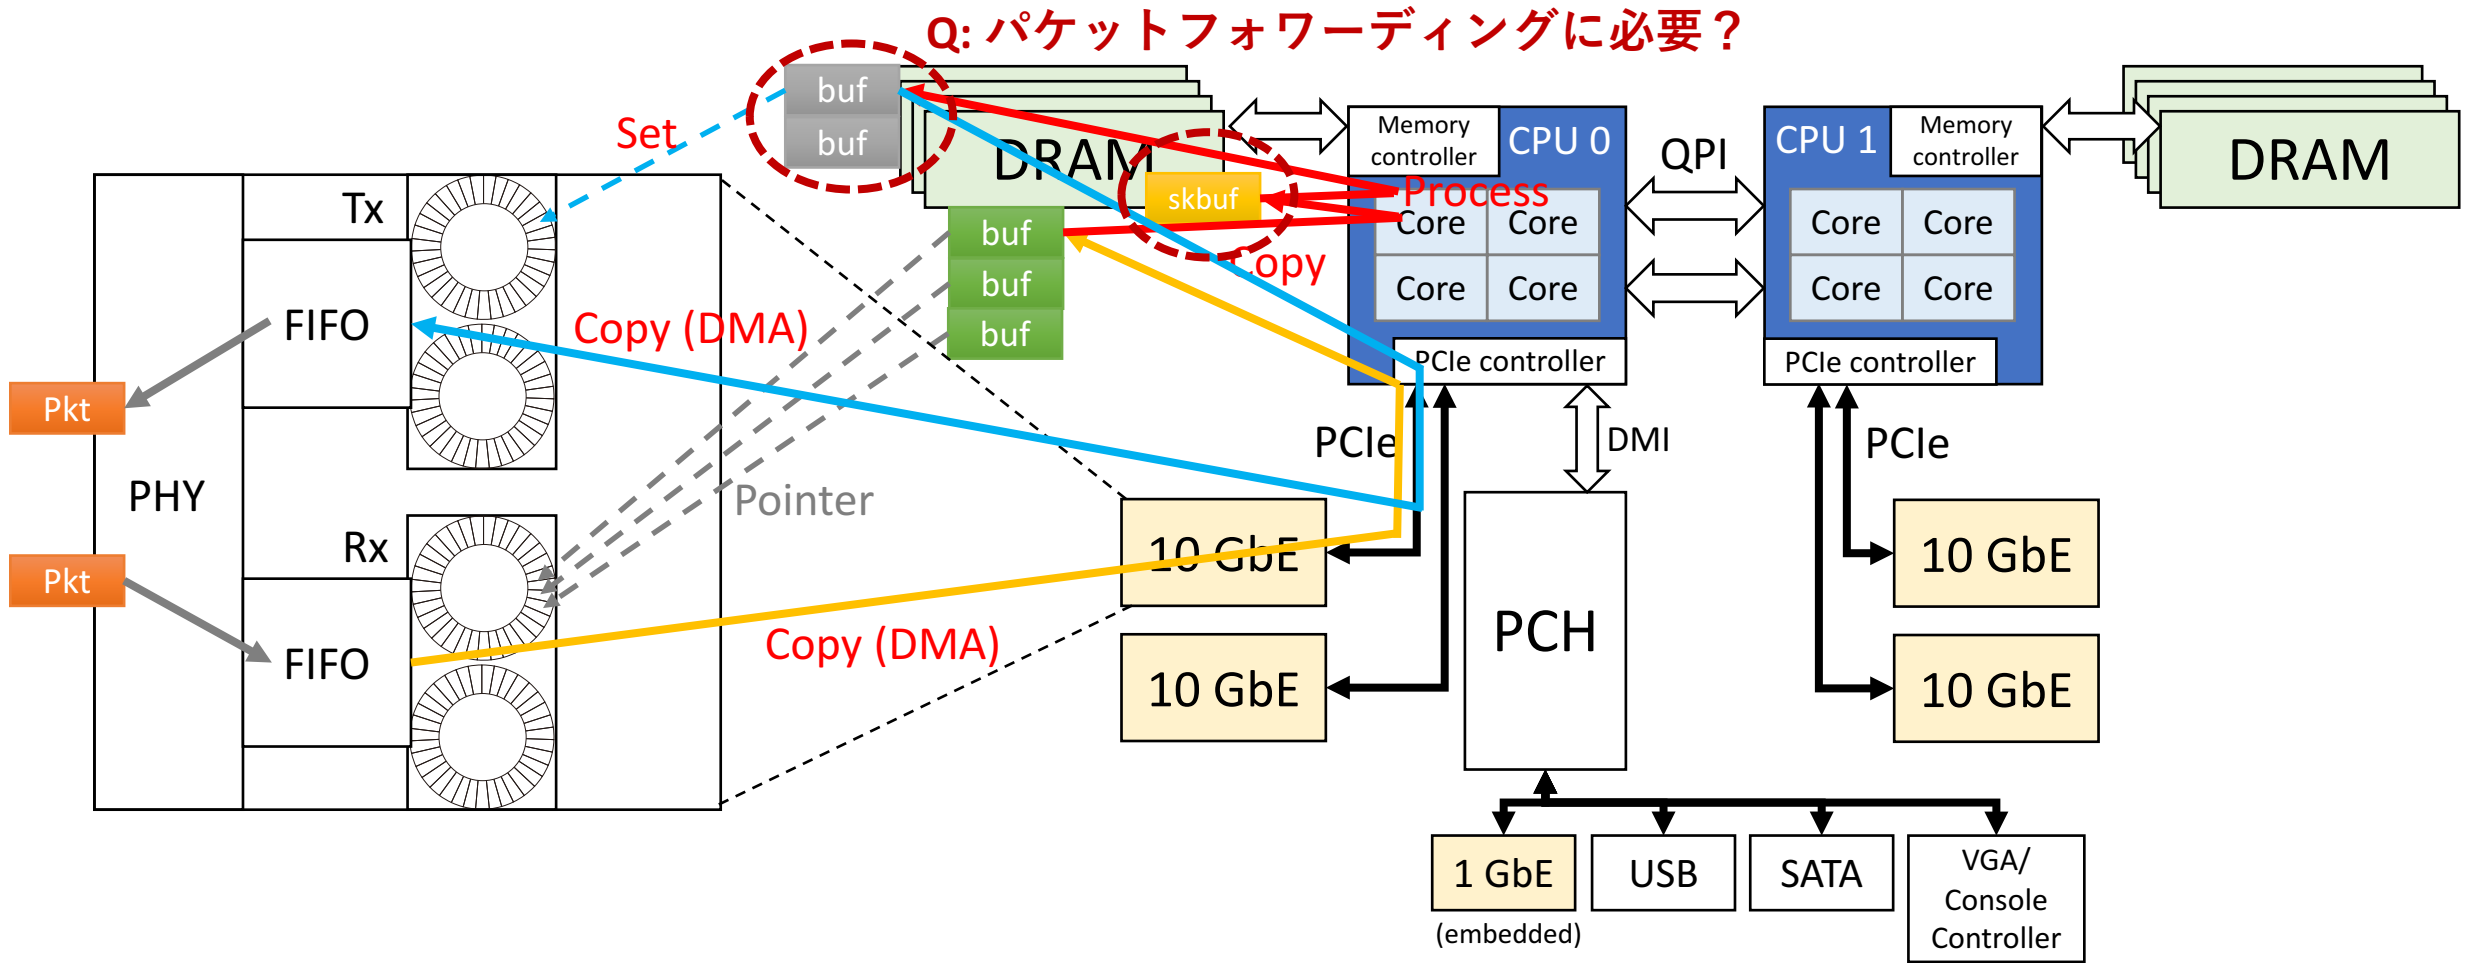 Q: パケットフォワーディングに必要？
buf
buf
Set
DRAM
skbuf
buf
buf
buf
Copy
Process
Memory
controller
CPU 0
Core
Core
Core
Core
PCIe controller
QPI
CPU 1
Memory
controller
Core
Core
Core
Core
PCIe controller
DRAM
Tx
FIFO
Copy (DMA)
Pkt
PHY
Pointer
Rx
Pkt
FIFO
Copy (DMA)
PCIe
DMI
PCIe
10 GbE
10 GbE
PCH
10 GbE
10 GbE
1 GbE
(embedded)
USB
SATA
VGA/
Console
Controller